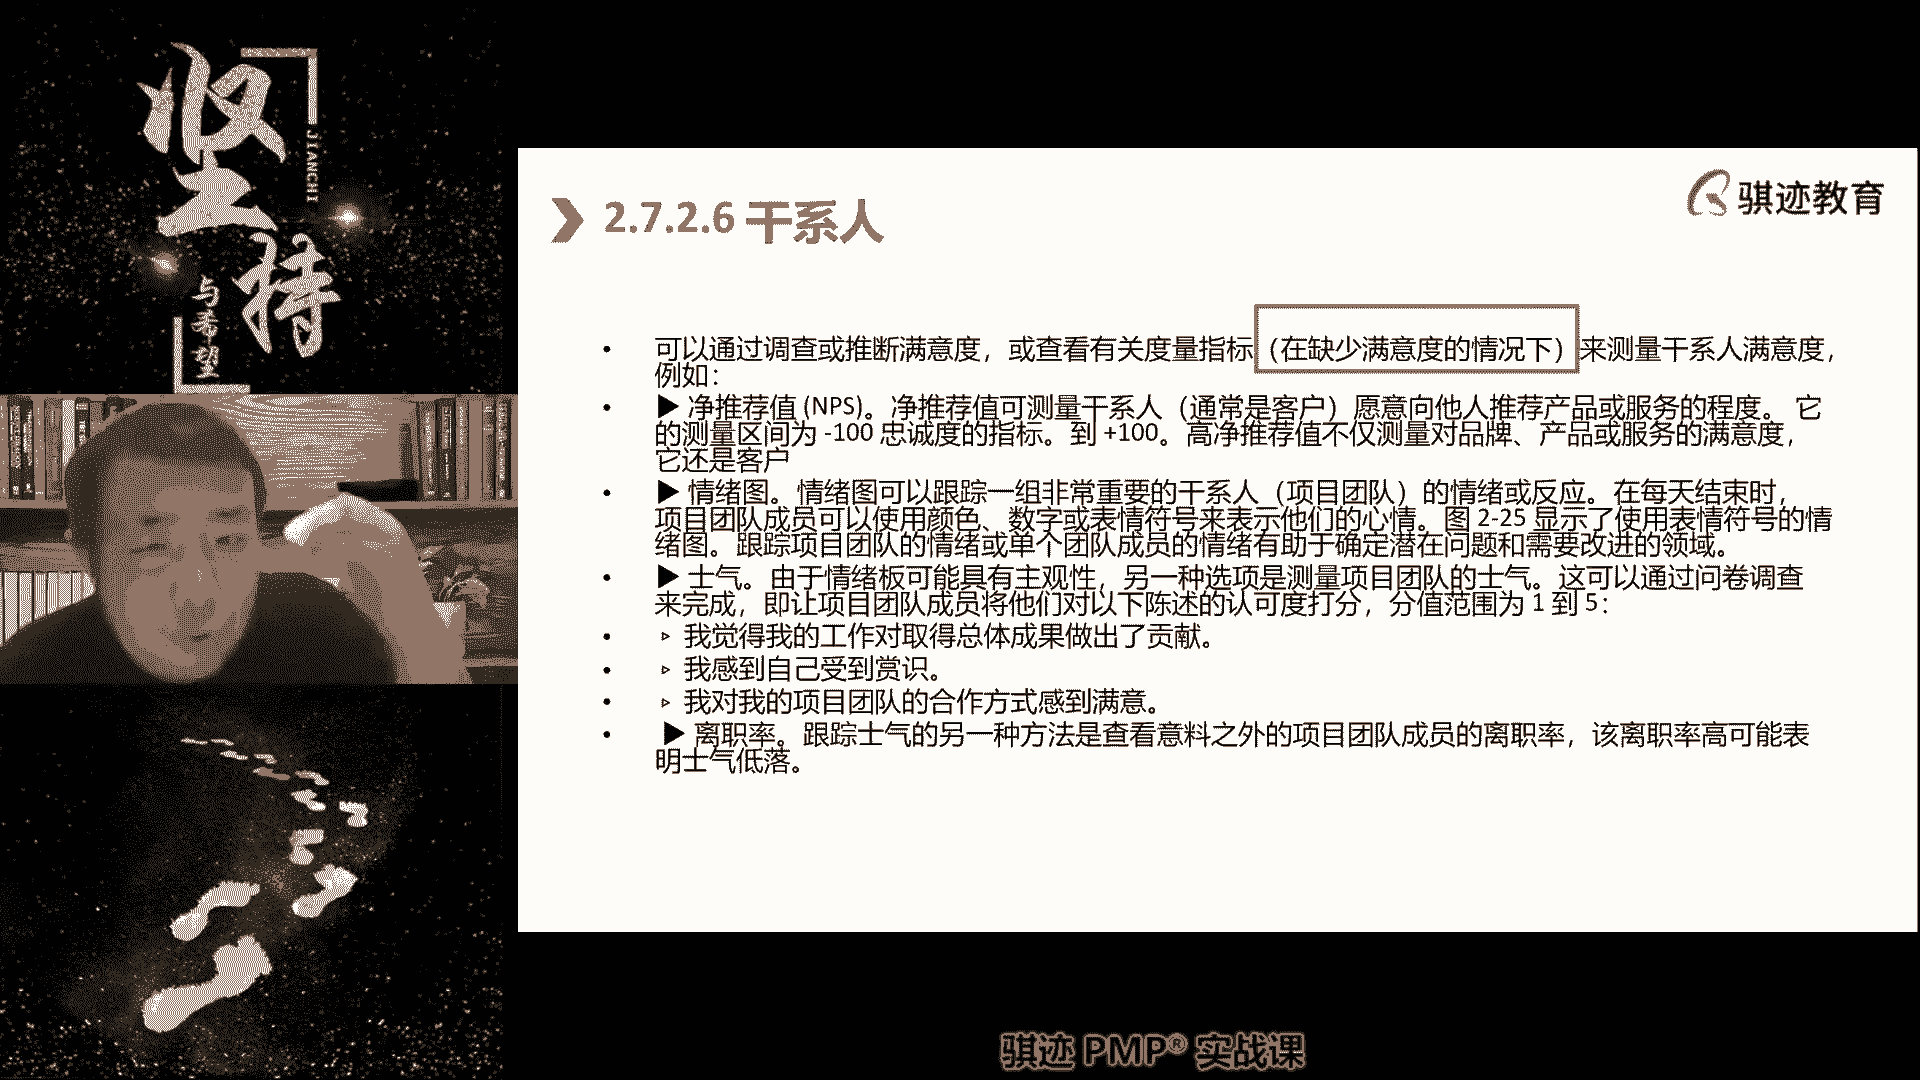 坚持
JIANCHI
与希望
骐迹教育
2.7.2.6 干系人
• 可以通过调查或推断满意度，或查看有关度量指标（在缺少满意度的情况下）来测量干系人满意度，
例如：
• ▶ 净推荐值 (NPS)。净推荐值可测量干系人（通常是客户）愿意向他人推荐产品或服务的程度。 它
的测量区间为 -100 忠诚度的指标。到 +100。高净推荐值不仅测量对品牌、产品或服务的满意度，
它还是客户
• ▶ 情绪图。情绪图可以跟踪一组非常重要的干系人（项目团队）的情绪或反应。在每天结束时，
项目团队成员可以使用颜色、数字或表情符号来表示他们的心情。图 2-25 显示了使用表情符号的情
绪图。跟踪项目团队的情绪或单个团队成员的情绪有助于确定潜在问题和需要改进的领域。
• ▶ 士气。由于情绪板可能具有主观性，另一种选项是测量项目团队的士气。这可以通过问卷调查
来完成，即让项目团队成员将他们对以下陈述的认可度打分，分值范围为 1 到 5：
• ▹ 我觉得我的工作对取得总体成果做出了贡献。
• ▹ 我感到自己受到赏识。
• ▹ 我对我的项目团队的合作方式感到满意。
• ▶ 离职率。跟踪士气的另一种方法是查看意料之外的项目团队成员的离职率，该离职率高可能表
明士气低落。
骐迹 PMP® 实战课